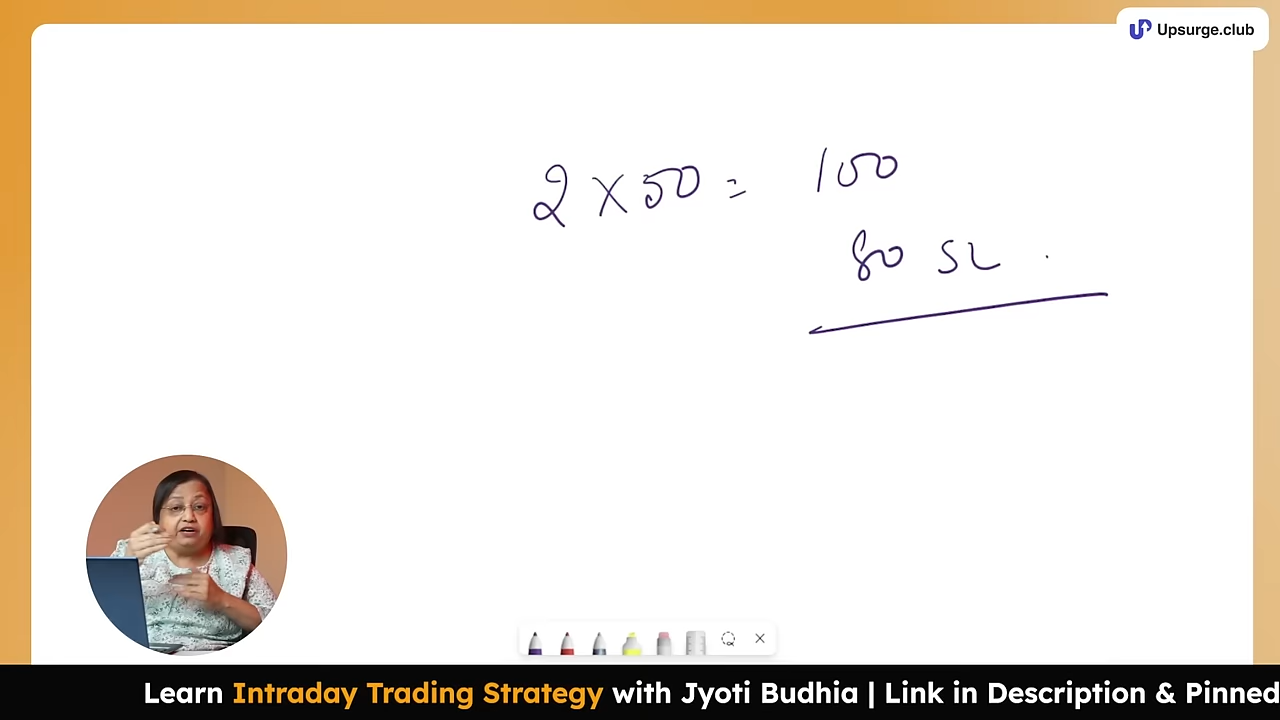 Upsurge.club
2 × 50 = 100
80 SL
Learn Intraday Trading Strategy with Jyoti Budhia | Link in Description & Pinned